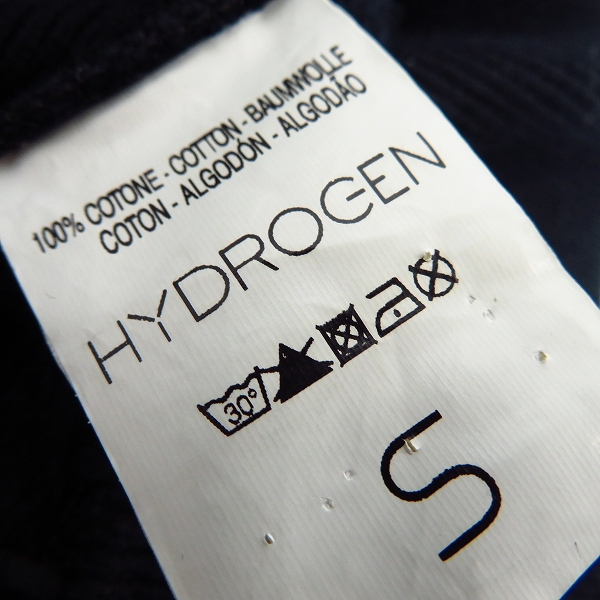 100% COTONE - COTTON - BAUMWOLLE
COTON - ALGODÓN - ALGODÃO
HYDROGEN
30°
S